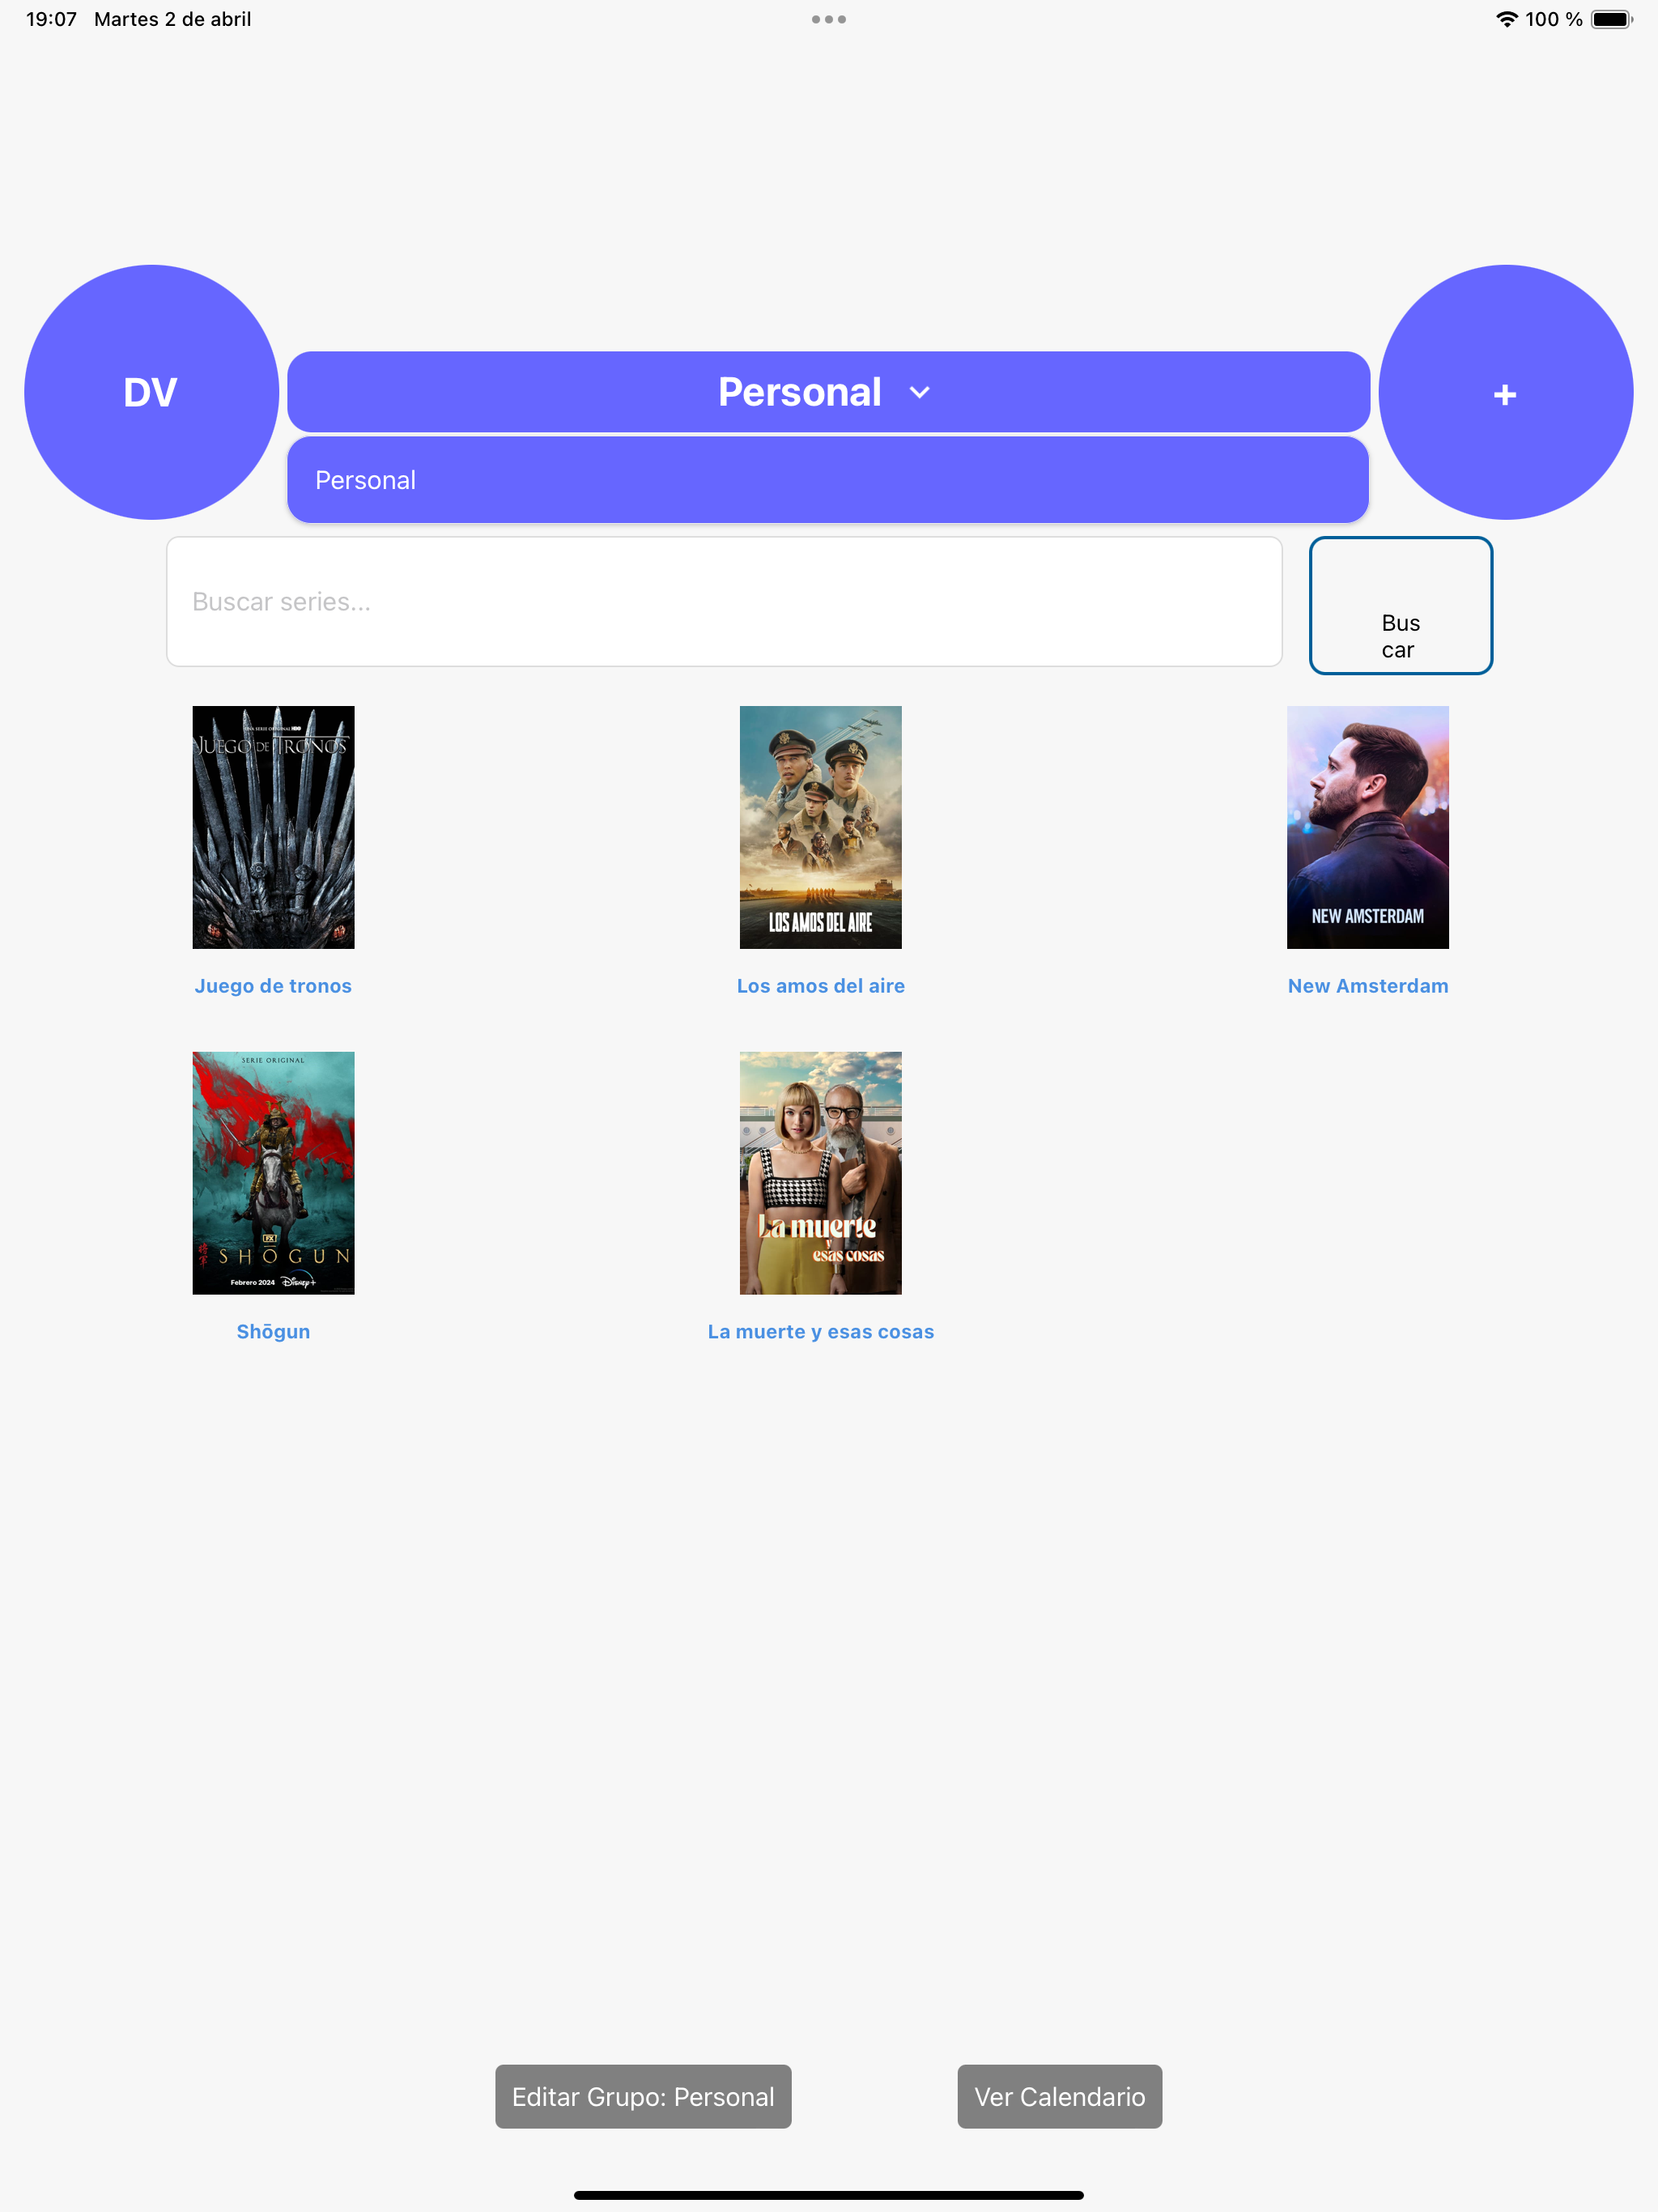 19:07 Martes 2 de abril
100 %
DV
Personal
+
Personal
Buscar series...
Bus
car
UNA SERIE ORIGINAL HBO
JUEGO DE TRONOS
LOS AMOS DEL AIRE
NEW AMSTERDAM
Juego de tronos
Los amos del aire
New Amsterdam
SERIE ORIGINAL
FX
将軍 SHŌGUN
Febrero 2024 Disney+
La muerte
y
esas cosas
Shōgun
La muerte y esas cosas
Editar Grupo: Personal
Ver Calendario